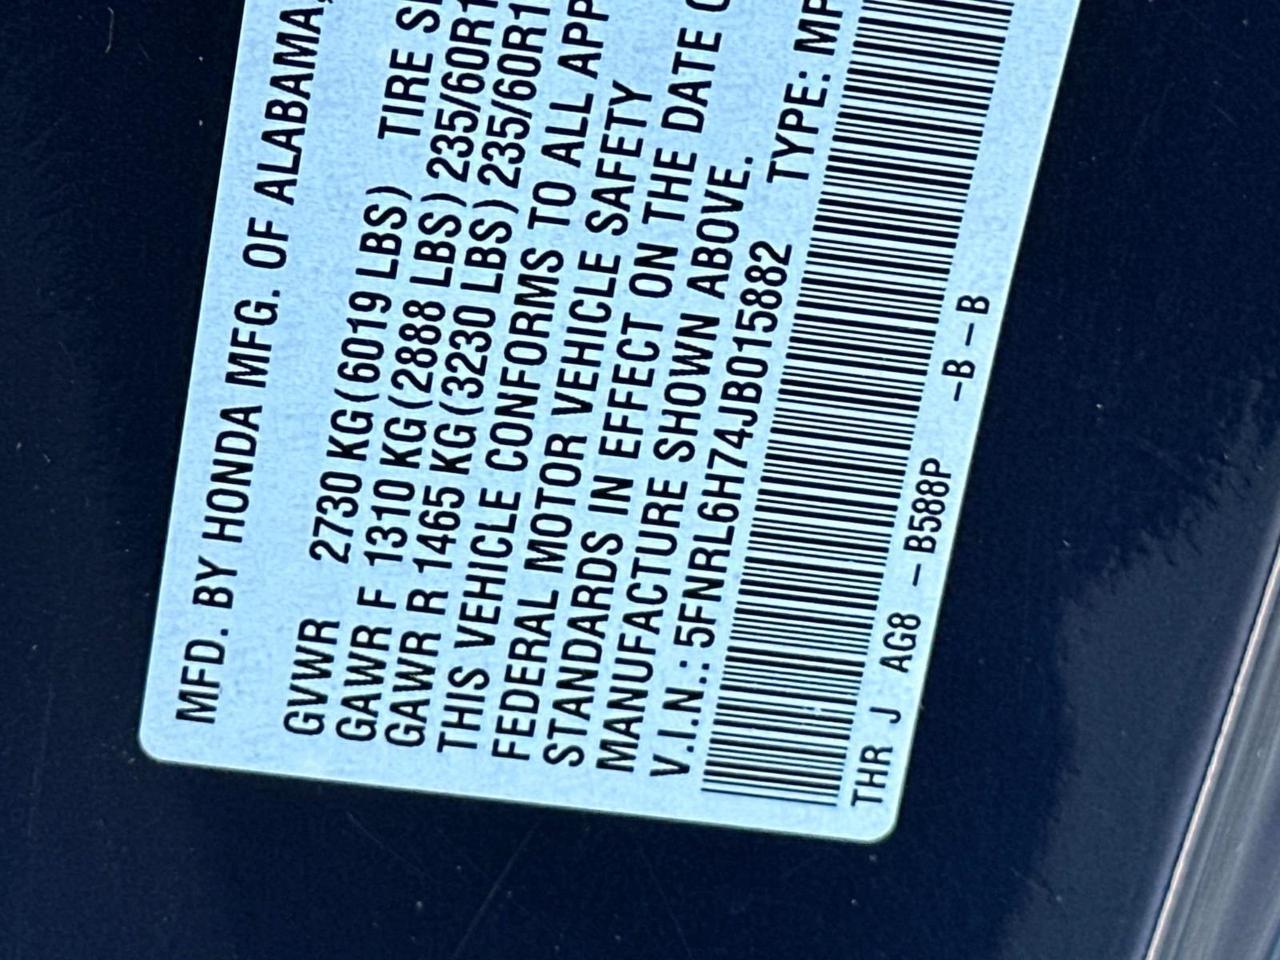 MFD. BY HONDA MFG. OF ALABAMA,
GVWR 2730 KG(6019 LBS) TIRE
GAWR F 1310 KG(2888 LBS) 235/60R1
GAWR R 1465 KG(3230 LBS) 235/60R1
THIS VEHICLE CONFORMS TO ALL APP
FEDERAL MOTOR VEHICLE SAFETY
STANDARDS IN EFFECT ON THE DATE
MANUFACTURE SHOWN ABOVE.
V.I.N.: 5FNRL6H74JB015882 TYPE: MP
THR J AG8 – B588P –B–B